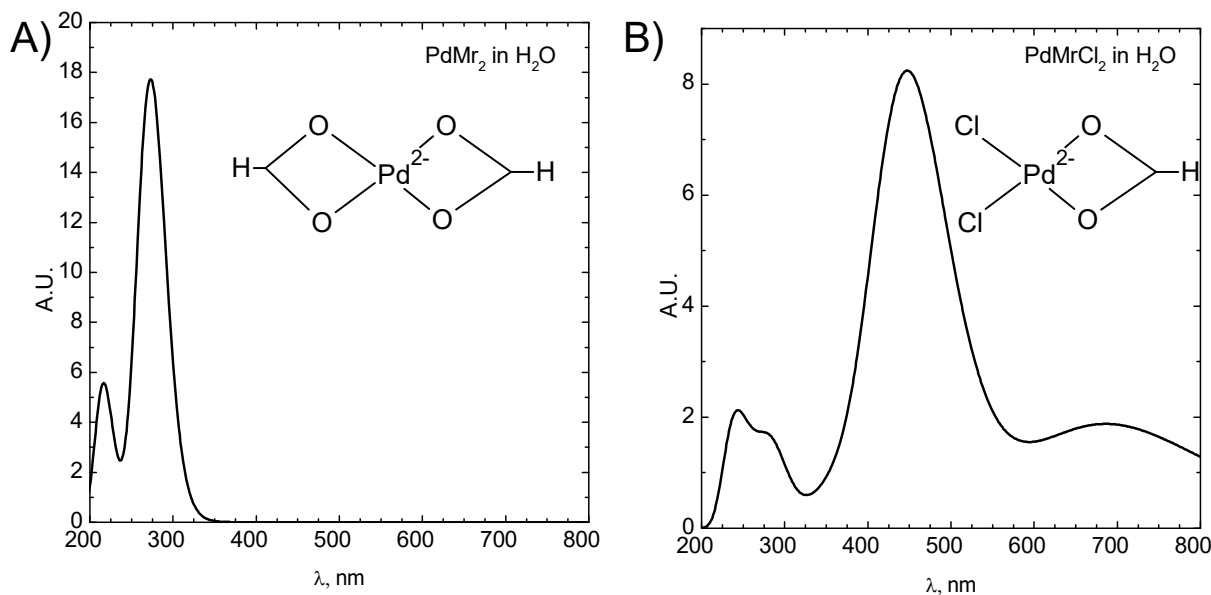 A)
PdMr₂ in H₂O
A.U.
20
18
16
14
12
10
8
6
4
2
0
O O
H Pd²⁻ H
O O
200 300 400 500 600 700 800
λ, nm
B)
PdMrCl₂ in H₂O
A.U.
8
6
4
2
0
Cl O
Pd²⁻ H
Cl O
200 300 400 500 600 700 800
λ, nm